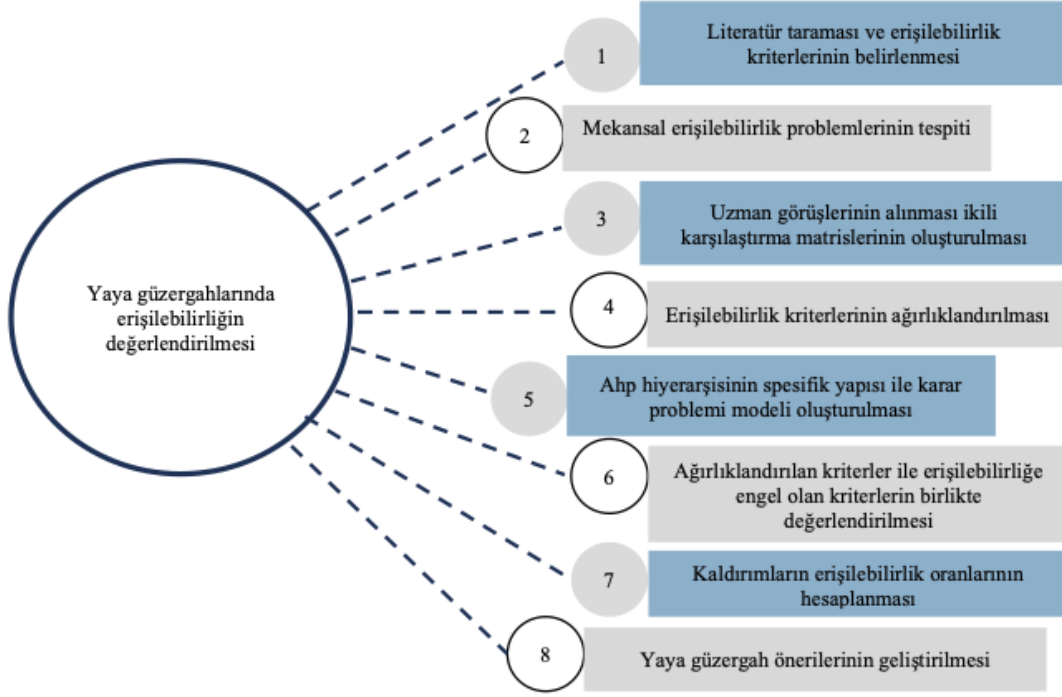 Yaya güzergahlarında
erişilebilirliğin
değerlendirilmesi
1
Literatür taraması ve erişilebilirlik
kriterlerinin belirlenmesi
2
Mekansal erişilebilirlik problemlerinin tespiti
3
Uzman görüşlerinin alınması ikili
karşılaştırma matrislerinin oluşturulması
4
Erişilebilirlik kriterlerinin ağırlıklandırılması
5
Ahp hiyerarşisinin spesifik yapısı ile karar
problemi modeli oluşturulması
6
Ağırlıklandırılan kriterler ile erişilebilirliğe
engel olan kriterlerin birlikte
değerlendirilmesi
7
Kaldırımların erişilebilirlik oranlarının
hesaplanması
8
Yaya güzergah önerilerinin geliştirilmesi